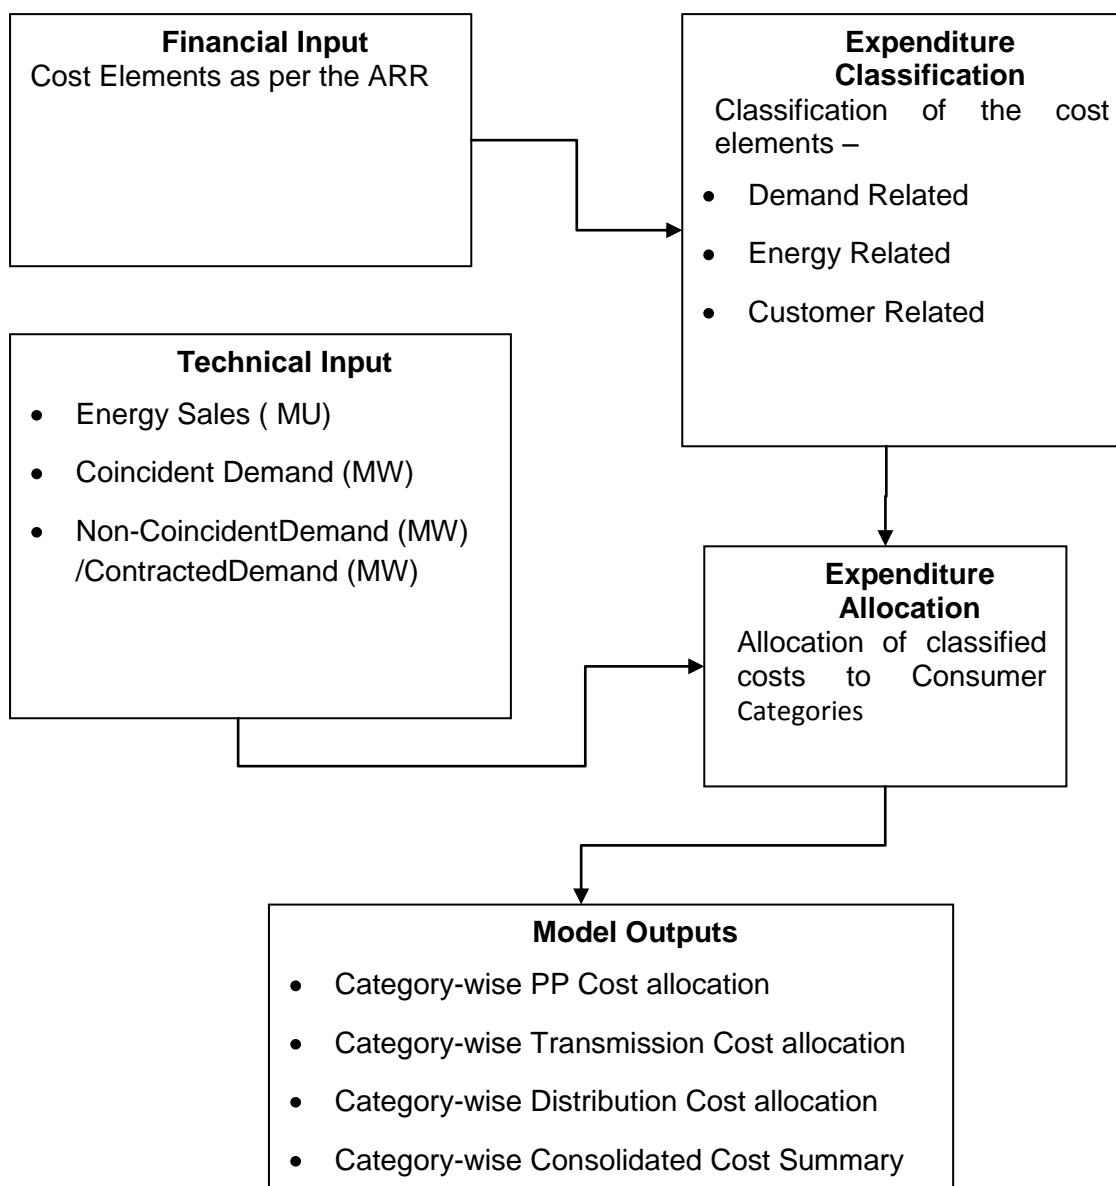 Financial Input
Cost Elements as per the ARR
Expenditure
Classification
Classification of the cost
elements –
• Demand Related
• Energy Related
• Customer Related
Technical Input
• Energy Sales ( MU)
• Coincident Demand (MW)
• Non-CoincidentDemand (MW)
/ContractedDemand (MW)
Expenditure
Allocation
Allocation of classified
costs to Consumer
Categories
Model Outputs
• Category-wise PP Cost allocation
• Category-wise Transmission Cost allocation
• Category-wise Distribution Cost allocation
• Category-wise Consolidated Cost Summary